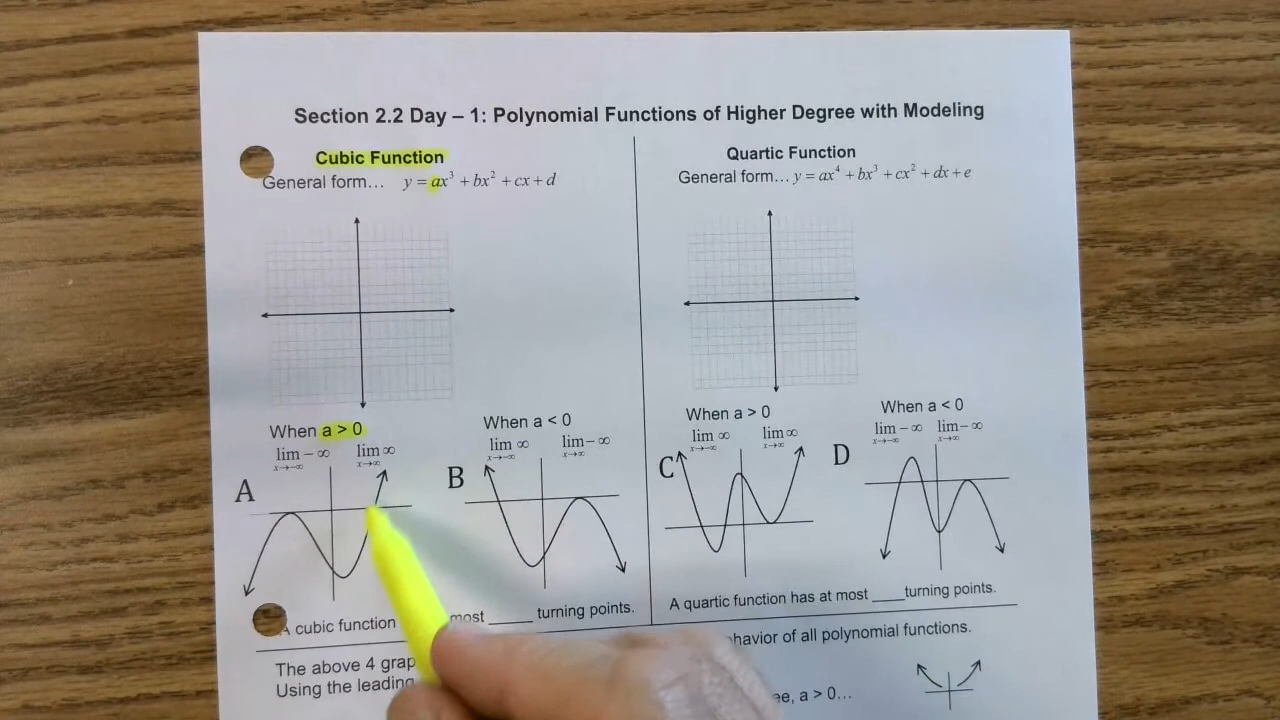 Section 2.2 Day – 1: Polynomial Functions of Higher Degree with Modeling
Cubic Function
General form… y = ax³ + bx² + cx + d
When a > 0
lim – ∞ lim ∞
x→–∞ x→∞
A
When a < 0
lim ∞ lim – ∞
x→–∞ x→∞
B
A cubic function most _____ turning points.
Quartic Function
General form… y = ax⁴ + bx³ + cx² + dx + e
When a > 0
lim ∞ lim ∞
x→–∞ x→∞
C
When a < 0
lim – ∞ lim – ∞
x→–∞ x→∞
D
A quartic function has at most ____turning points.
The above 4 grap havior of all polynomial functions.
Using the leading ee, a > 0…